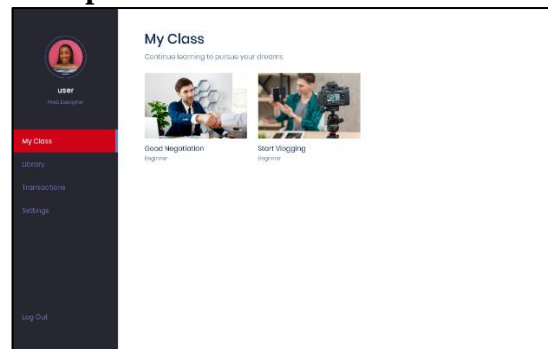 user
Web Designer
My Class
Library
Transactions
Settings
Log Out
My Class
Continue learning to pursue your dreams
Good Negotiation
Beginner
Start Vlogging
Beginner